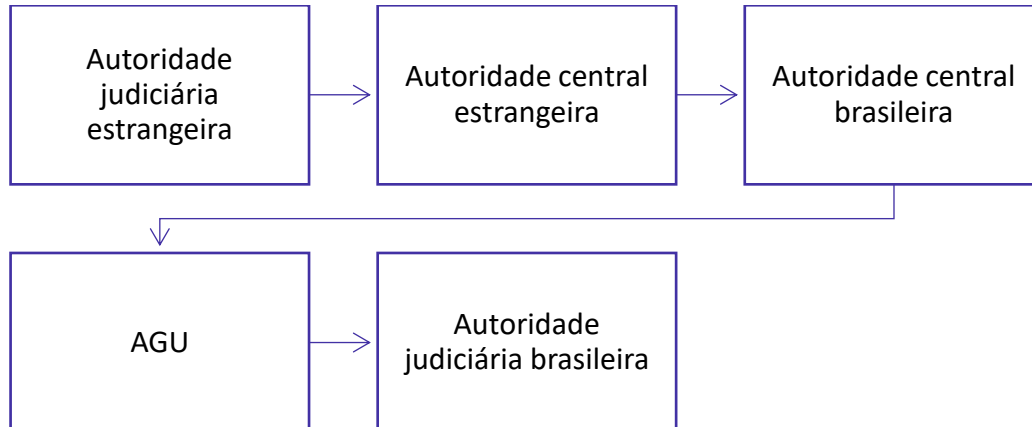 Autoridade
judiciária
estrangeira
Autoridade central
estrangeira
Autoridade central
brasileira
AGU
Autoridade
judiciária brasileira